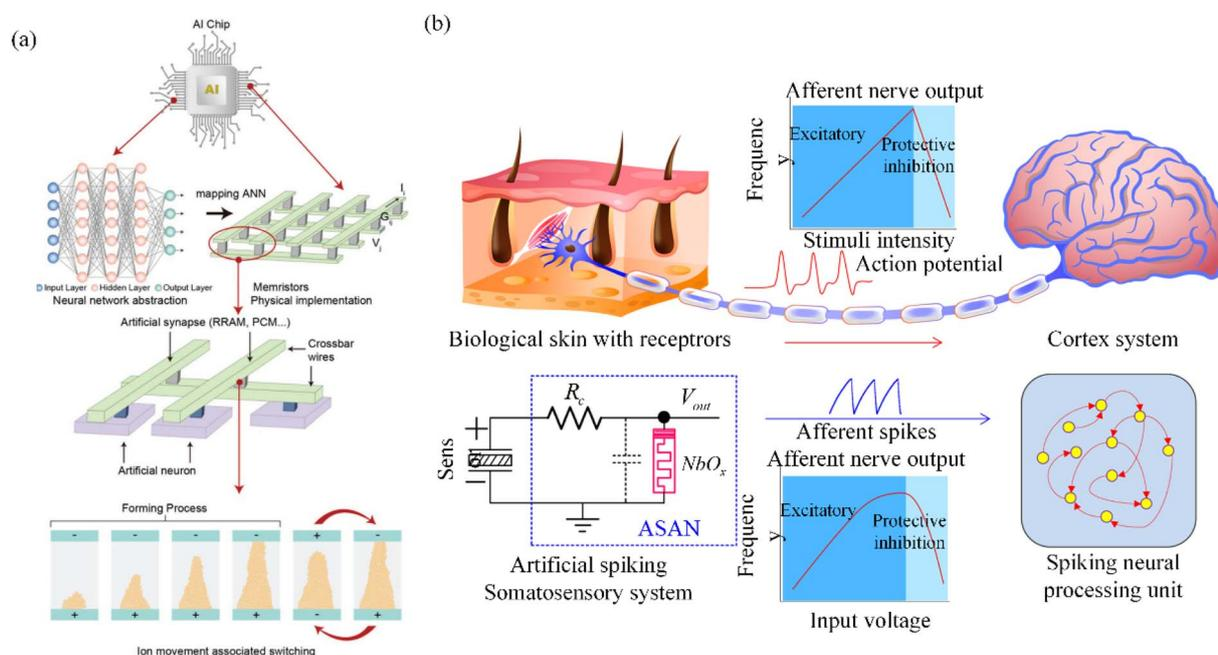 (a)
AI Chip
AI
mapping ANN
I
G
V
Input Layer Hidden Layer Output Layer
Neural network abstraction
Memristors
Physical implementation
Artificial synapse (RRAM, PCM...)
Crossbar
wires
Artificial neuron
Forming Process
- - - - + -
+ + + + - +
Ion movement associated switching
(b)
Afferent nerve output
Frequenc
y
Excitatory
Protective
inhibition
Stimuli intensity
Action potential
Biological skin with receptrors
Cortex system
Sens
+
-
R_c
V_out
NbO_x
ASAN
Artificial spiking
Somatosensory system
Afferent spikes
Afferent nerve output
Frequenc
y
Excitatory
Protective
inhibition
Input voltage
Spiking neural
processing unit